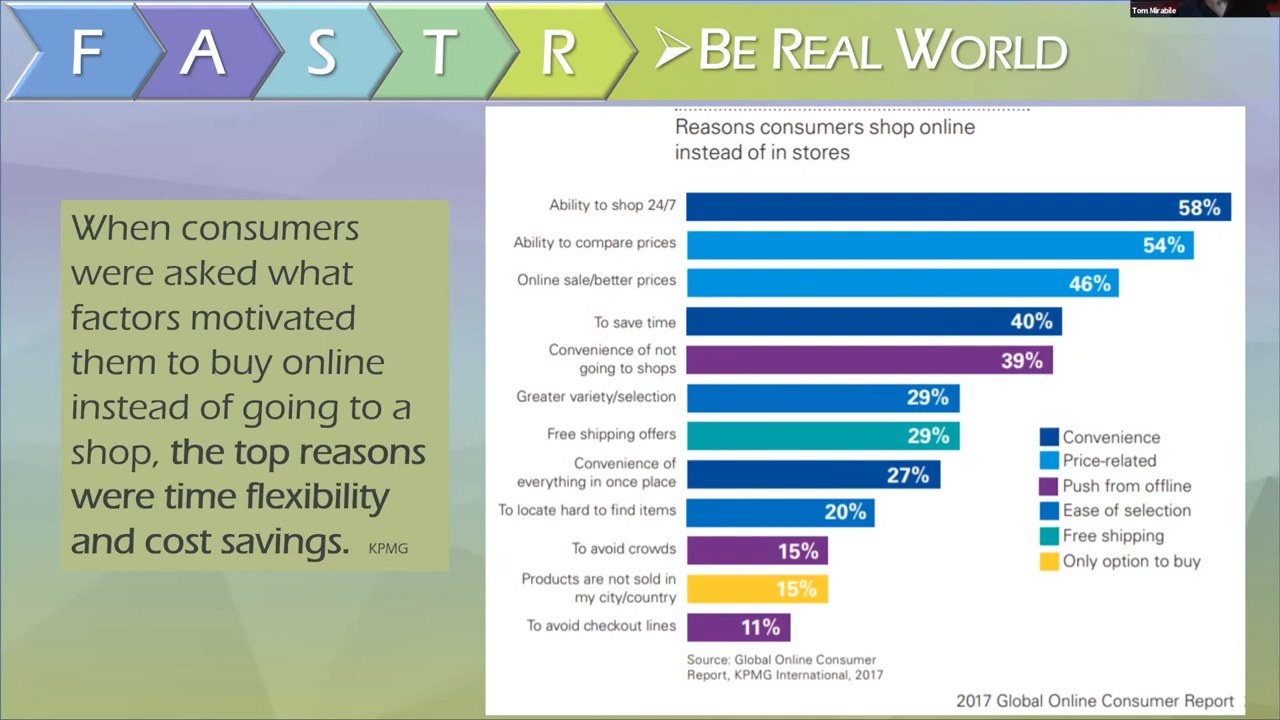 Tom Mirabile
F A S T R ➢BE REAL WORLD
When consumers
were asked what
factors motivated
them to buy online
instead of going to a
shop, the top reasons
were time flexibility
and cost savings. KPMG
Reasons consumers shop online
instead of in stores
Ability to shop 24/7 58%
Ability to compare prices 54%
Online sale/better prices 46%
To save time 40%
Convenience of not
going to shops 39%
Greater variety/selection 29%
Free shipping offers 29%
Convenience of
everything in once place 27%
To locate hard to find items 20%
To avoid crowds 15%
Products are not sold in
my city/country 15%
To avoid checkout lines 11%
Convenience
Price-related
Push from offline
Ease of selection
Free shipping
Only option to buy
Source: Global Online Consumer
Report, KPMG International, 2017
2017 Global Online Consumer Report